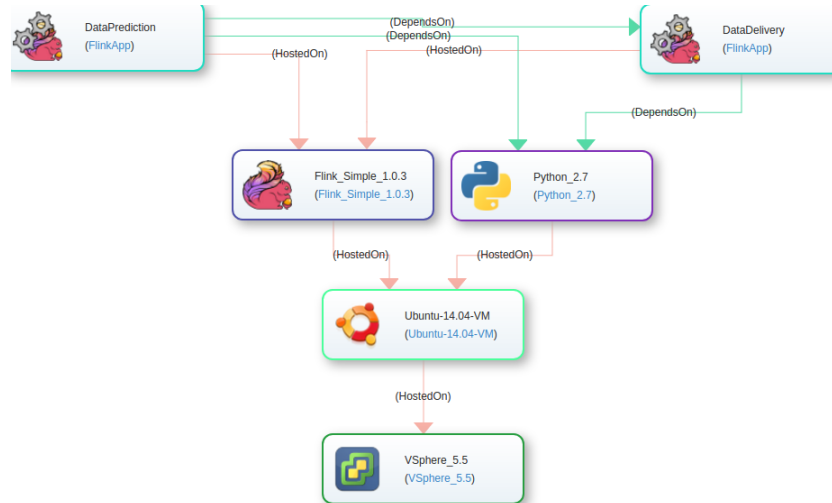 DataPrediction
(FlinkApp)
(DependsOn)
(DependsOn)
(HostedOn)
(HostedOn)
DataDelivery
(FlinkApp)
(DependsOn)
Flink_Simple_1.0.3
(Flink_Simple_1.0.3)
Python_2.7
(Python_2.7)
(HostedOn)
(HostedOn)
Ubuntu-14.04-VM
(Ubuntu-14.04-VM)
(HostedOn)
VSphere_5.5
(VSphere_5.5)